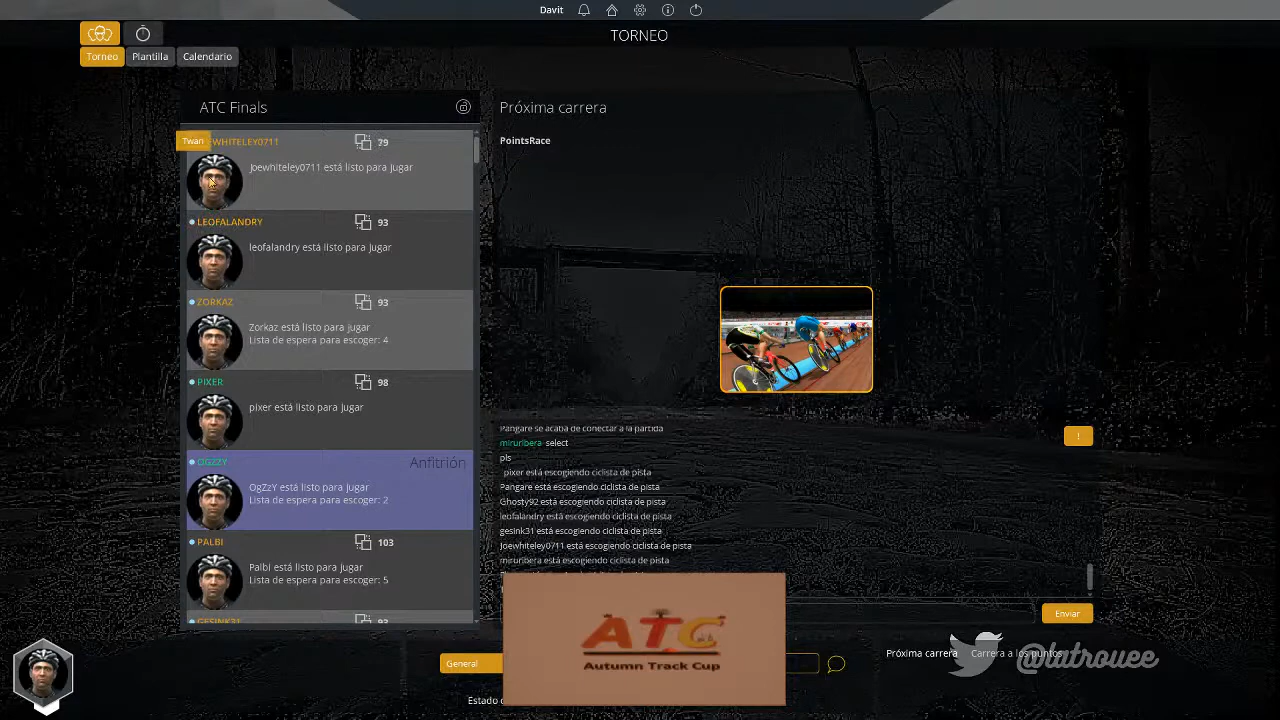 Davit
TORNEO
Torneo Plantilla Calendario
ATC Finals
Twan EWHITELEY0711 79
Joewhiteley0711 está listo para jugar
LEOFALANDRY 93
leofalandry está listo para jugar
ZORKAZ 93
Zorkaz está listo para jugar
Lista de espera para escoger: 4
PIXER 98
pixer está listo para jugar
OGZZY Anfitrión
OgZzY está listo para jugar
Lista de espera para escoger: 2
PALBI 103
Palbi está listo para jugar
Lista de espera para escoger: 5
GESINK31 93
Próxima carrera
PointsRace
Pangare se acaba de conectar a la partida
miruribera select
pls
pixer está escogiendo ciclista de pista
Pangare está escogiendo ciclista de pista
Ghosty92 está escogiendo ciclista de pista
leofalandry está escogiendo ciclista de pista
gesink31 está escogiendo ciclista de pista
Joewhiteley0711 está escogiendo ciclista de pista
miruribera está escogiendo ciclista de pista
!
Enviar
General
ATC
Autumn Track Cup
Próxima carrera Carrera a los puntos
@latrouee
Estado